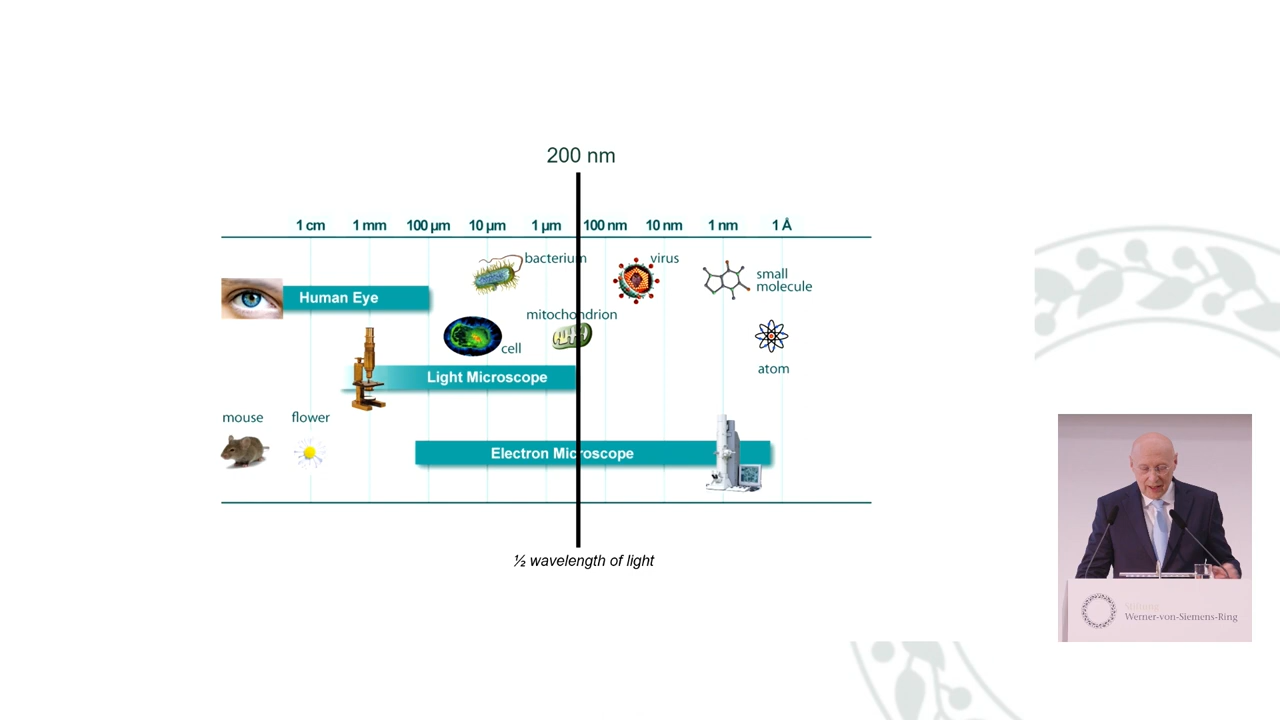 200 nm
1 cm 1 mm 100 µm 10 µm 1 µm 100 nm 10 nm 1 nm 1 Å
bacterium
virus
small
molecule
Human Eye
mitochondrion
cell
atom
Light Microscope
mouse
flower
Electron Microscope
½ wavelength of light
Stiftung
Werner-von-Siemens-Ring